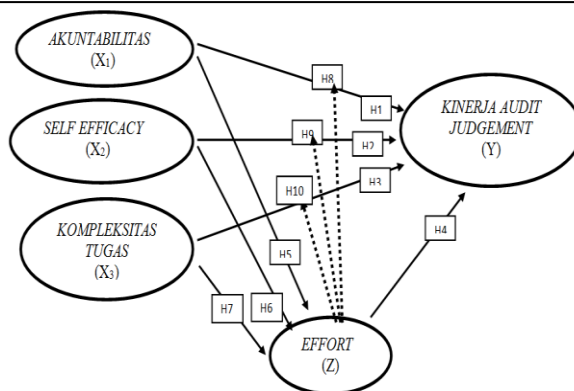 AKUNTABILITAS
(X₁)
H8
H1
KINERJA AUDIT
JUDGEMENT
(Y)
SELF EFFICACY
(X₂)
H9
H2
H10
H3
KOMPLEKSITAS
TUGAS
(X₃)
H5
H4
H7
H6
EFFORT
(Z)